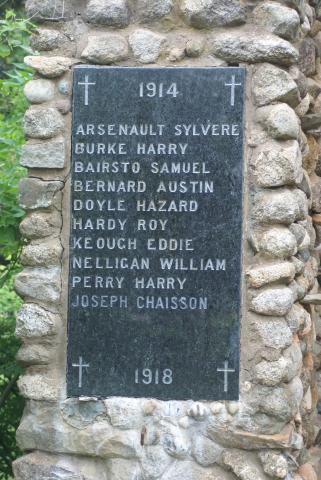 1914
ARSENAULT SYLVERE
BURKE HARRY
BAIRSTO SAMUEL
BERNARD AUSTIN
DOYLE HAZARD
HARDY ROY
KEOUGH EDDIE
NELLIGAN WILLIAM
PERRY HARRY
JOSEPH CHAISSON
1918